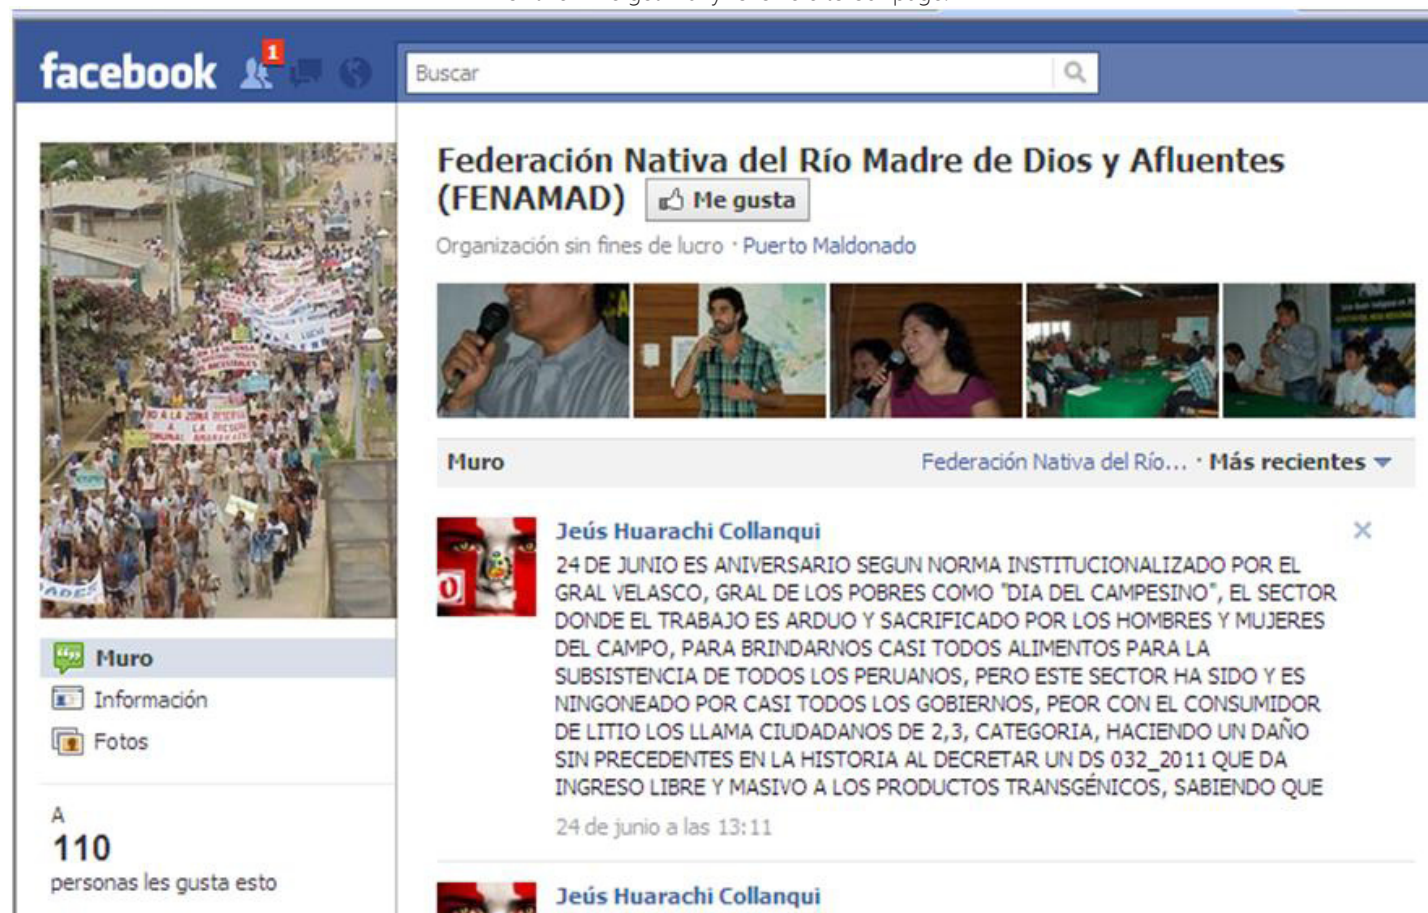 facebook
1
Buscar
Federación Nativa del Río Madre de Dios y Afluentes
(FENAMAD) Me gusta
Organización sin fines de lucro · Puerto Maldonado
NO A LA ZONA
A LA
Muro
Federación Nativa del Río... · Más recientes
Jeús Huarachi Collanqui
24 DE JUNIO ES ANIVERSARIO SEGUN NORMA INSTITUCIONALIZADO POR EL
GRAL VELASCO, GRAL DE LOS POBRES COMO "DIA DEL CAMPESINO", EL SECTOR
DONDE EL TRABAJO ES ARDUO Y SACRIFICADO POR LOS HOMBRES Y MUJERES
DEL CAMPO, PARA BRINDARNOS CASI TODOS ALIMENTOS PARA LA
SUBSISTENCIA DE TODOS LOS PERUANOS, PERO ESTE SECTOR HA SIDO Y ES
NINGONEADO POR CASI TODOS LOS GOBIERNOS, PEOR CON EL CONSUMIDOR
DE LITIO LOS LLAMA CIUDADANOS DE 2,3, CATEGORIA, HACIENDO UN DAÑO
SIN PRECEDENTES EN LA HISTORIA AL DECRETAR UN DS 032_2011 QUE DA
INGRESO LIBRE Y MASIVO A LOS PRODUCTOS TRANSGÉNICOS, SABIENDO QUE
24 de junio a las 13:11
Muro
Información
Fotos
A
110
personas les gusta esto
Jeús Huarachi Collanqui